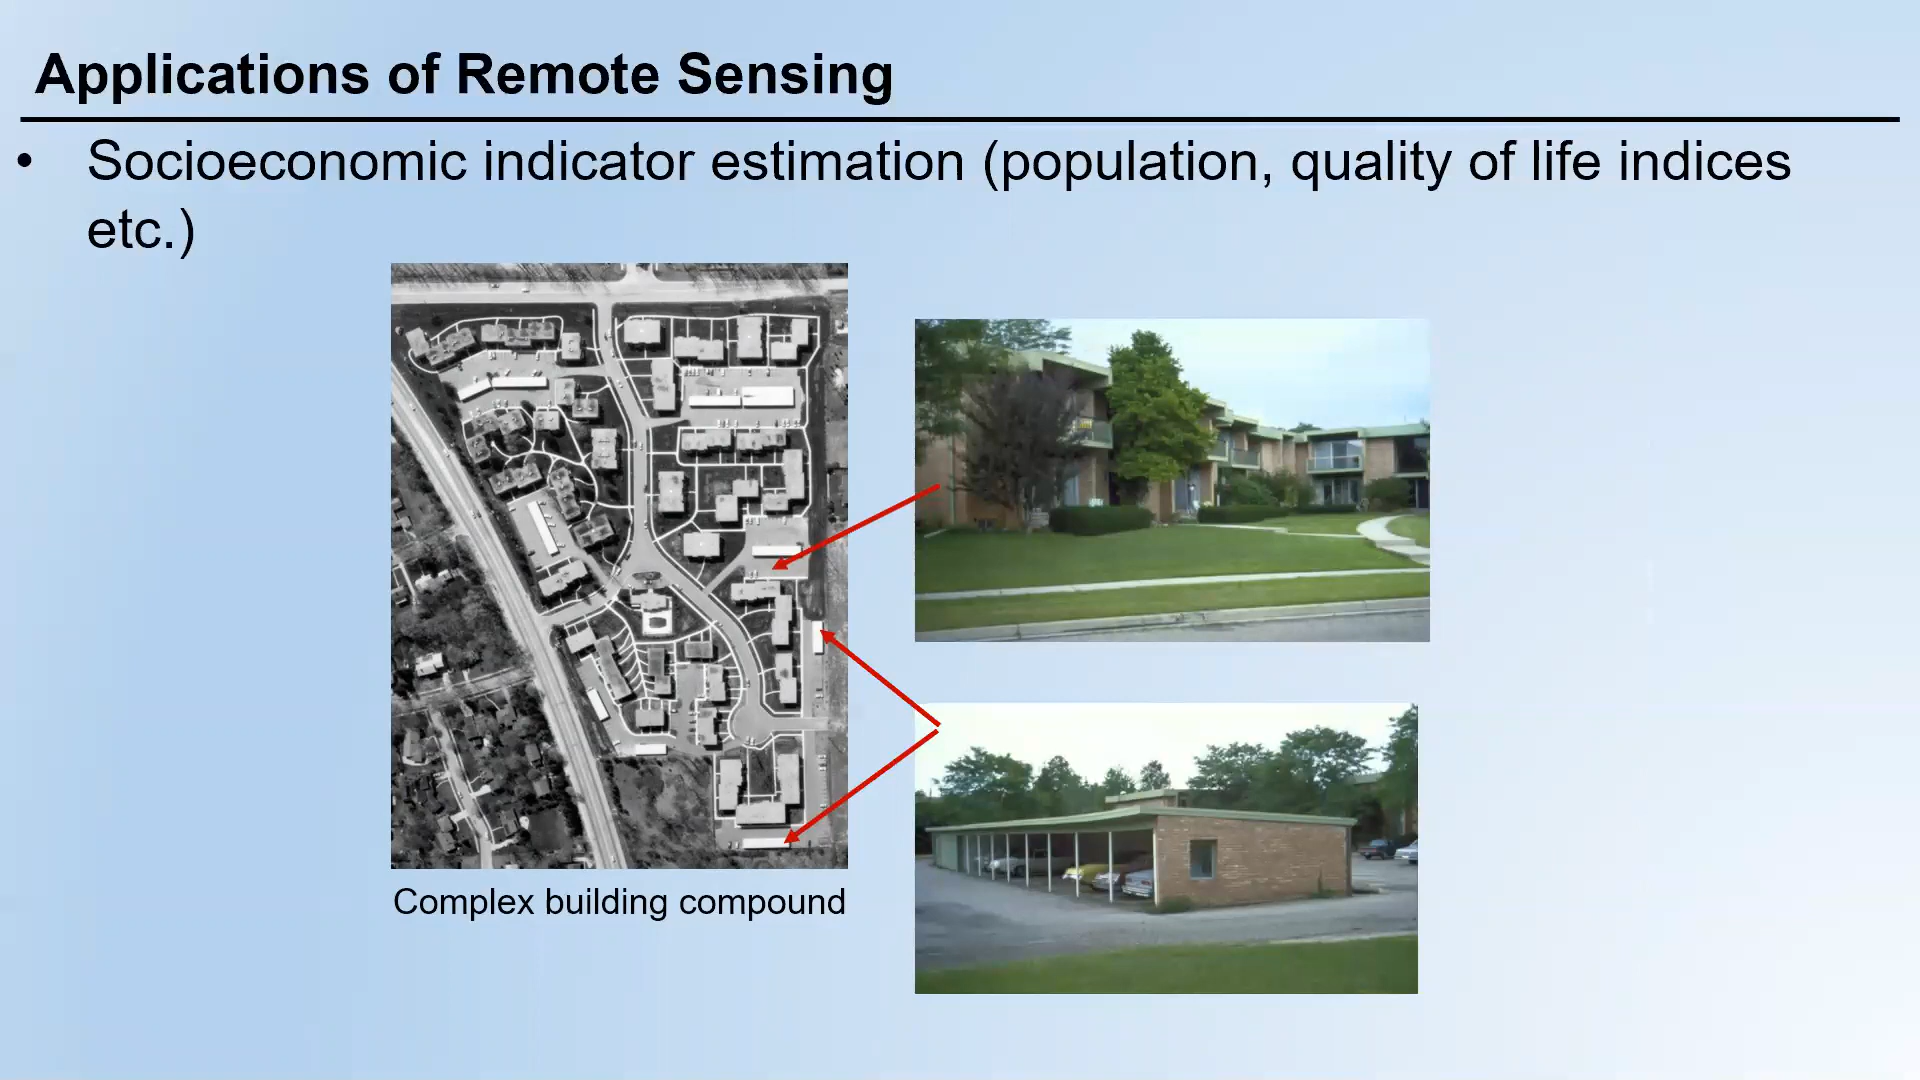 Applications of Remote Sensing
• Socioeconomic indicator estimation (population, quality of life indices
etc.)
Complex building compound